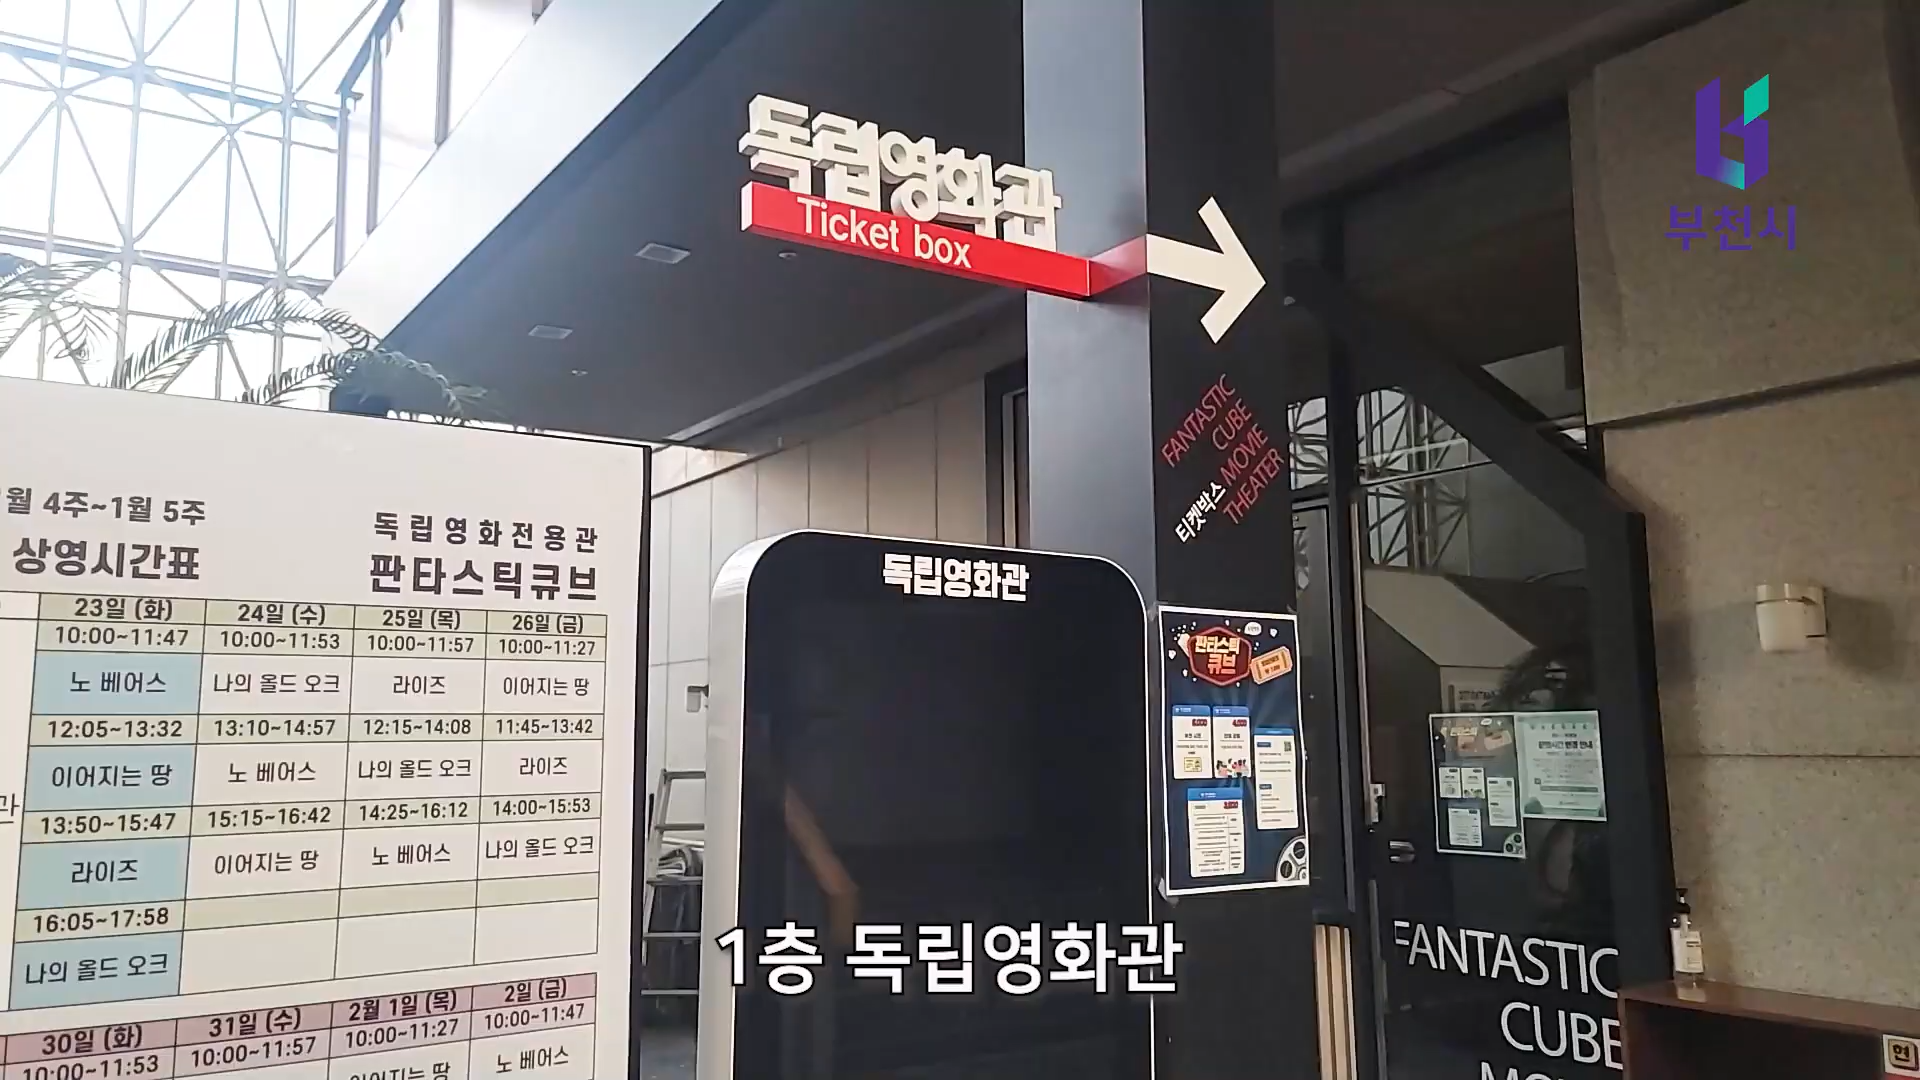 부천시
독립영화관
Ticket box
FANTASTIC
CUBE
MOVIE
THEATER
티켓박스
월 4주~1월 5주
상영시간표
독립영화전용관
판타스틱큐브
23일 (화) 24일 (수) 25일 (목) 26일 (금)
10:00~11:47 10:00~11:53 10:00~11:57 10:00~11:27
노 베어스 나의 올드 오크 라이즈 이어지는 땅
12:05~13:32 13:10~14:57 12:15~14:08 11:45~13:42
이어지는 땅 노 베어스 나의 올드 오크 라이즈
13:50~15:47 15:15~16:42 14:25~16:12 14:00~15:53
라이즈 이어지는 땅 노 베어스 나의 올드 오크
16:05~17:58
나의 올드 오크
30일 (화) 31일 (수) 2월 1일 (목) 2일 (금)
10:00~11:53 10:00~11:57 10:00~11:27 10:00~11:47
이어지는 땅 노 베어스
독립영화관
판타스틱
큐브
1층 독립영화관
FANTASTIC
CUBE
현